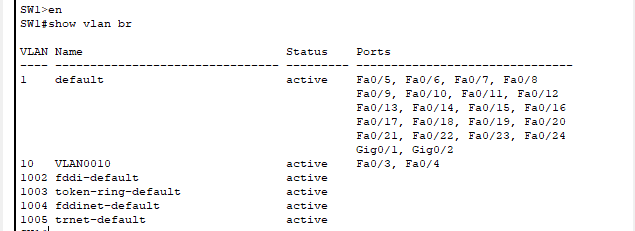 SW1>en
SW1#show vlan br
VLAN Name Status Ports
---- -------------------------------- --------- -------------------------------
1 default active Fa0/5, Fa0/6, Fa0/7, Fa0/8
Fa0/9, Fa0/10, Fa0/11, Fa0/12
Fa0/13, Fa0/14, Fa0/15, Fa0/16
Fa0/17, Fa0/18, Fa0/19, Fa0/20
Fa0/21, Fa0/22, Fa0/23, Fa0/24
Gig0/1, Gig0/2
10 VLAN0010 active Fa0/3, Fa0/4
1002 fddi-default active
1003 token-ring-default active
1004 fddinet-default active
1005 trnet-default active